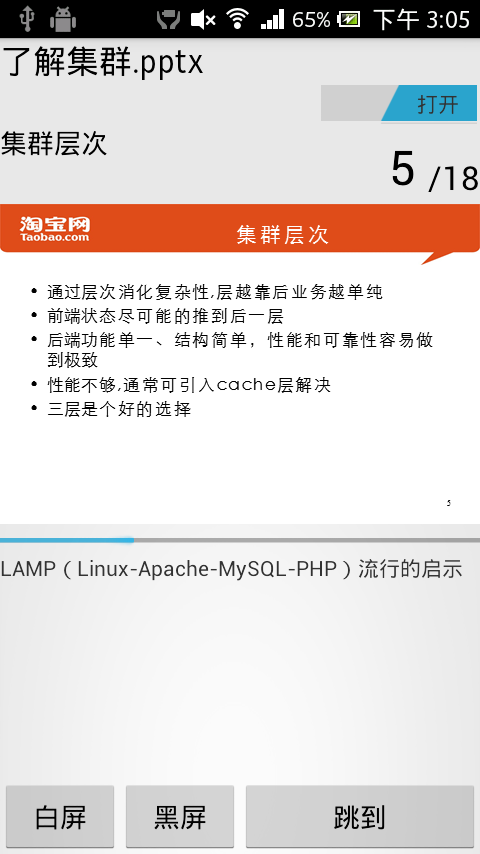 65% 下午 3:05
了解集群.pptx
打开
集群层次
5 /18
淘宝网
Taobao.com
集群层次
• 通过层次消化复杂性,层越靠后业务越单纯
• 前端状态尽可能的推到后一层
• 后端功能单一、结构简单，性能和可靠性容易做
到极致
• 性能不够,通常可引入cache层解决
• 三层是个好的选择
5
LAMP（Linux-Apache-MySQL-PHP）流行的启示
白屏 黑屏 跳到